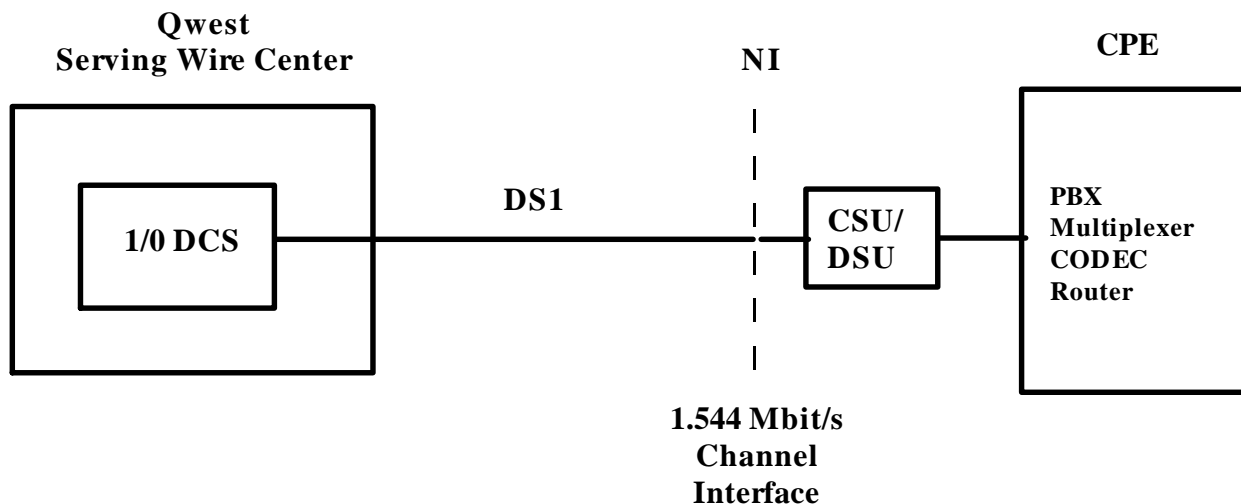 Qwest
Serving Wire Center
NI
CPE
1/0 DCS
DS1
CSU/
DSU
PBX
Multiplexer
CODEC
Router
1.544 Mbit/s
Channel
Interface